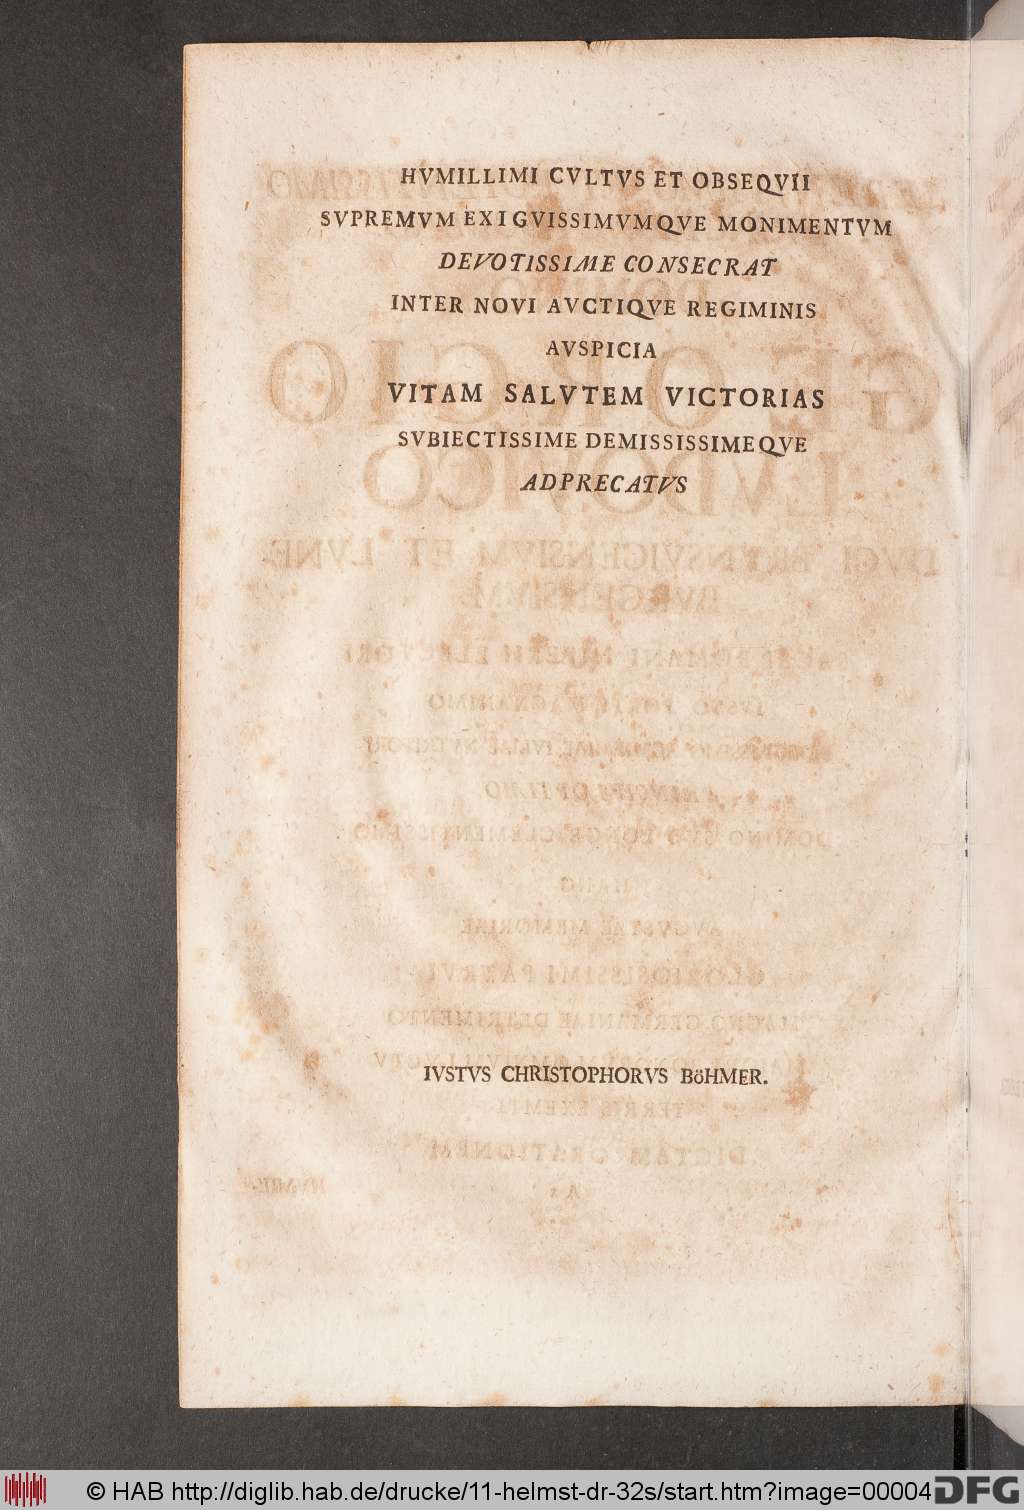 HVMILLIMI CVLTVS ET OBSEQVII
SVPREMVM EXIGVISSIMVMQVE MONIMENTVM
DEVOTISSIME CONSECRAT
INTER NOVI AVCTIQVE REGIMINIS
AVSPICIA
VITAM SALVTEM VICTORIAS
SVBIECTISSIME DEMISSISSIMEQVE
ADPRECATVS
IVSTVS CHRISTOPHORVS BöHMER.
© HAB http://diglib.hab.de/drucke/11-helmst-dr-32s/start.htm?image=00004
DFG